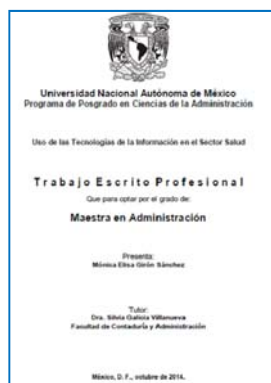 Universidad Nacional Autónoma de México
Programa de Posgrado en Ciencias de la Administración
Uso de las Tecnologías de la Información en el Sector Salud
Trabajo Escrito Profesional
Que para optar por el grado de:
Maestra en Administración
Presenta:
Mónica Elisa Girón Sánchez
Tutor:
Dra. Silvia Galicia Villanueva
Facultad de Contaduría y Administración
México, D. F., octubre de 2014.